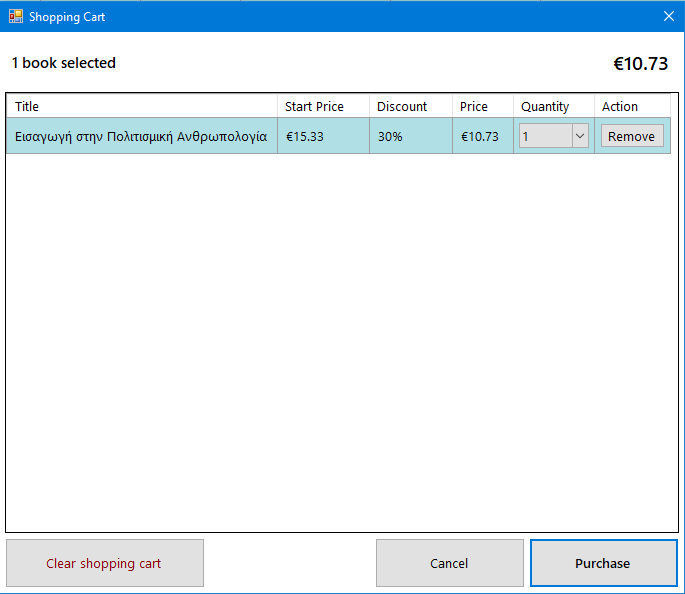 Shopping Cart
1 book selected
€10.73
Title Start Price Discount Price Quantity Action
Εισαγωγή στην Πολιτισμική Ανθρωπολογία €15.33 30% €10.73 1 Remove
Clear shopping cart Cancel Purchase